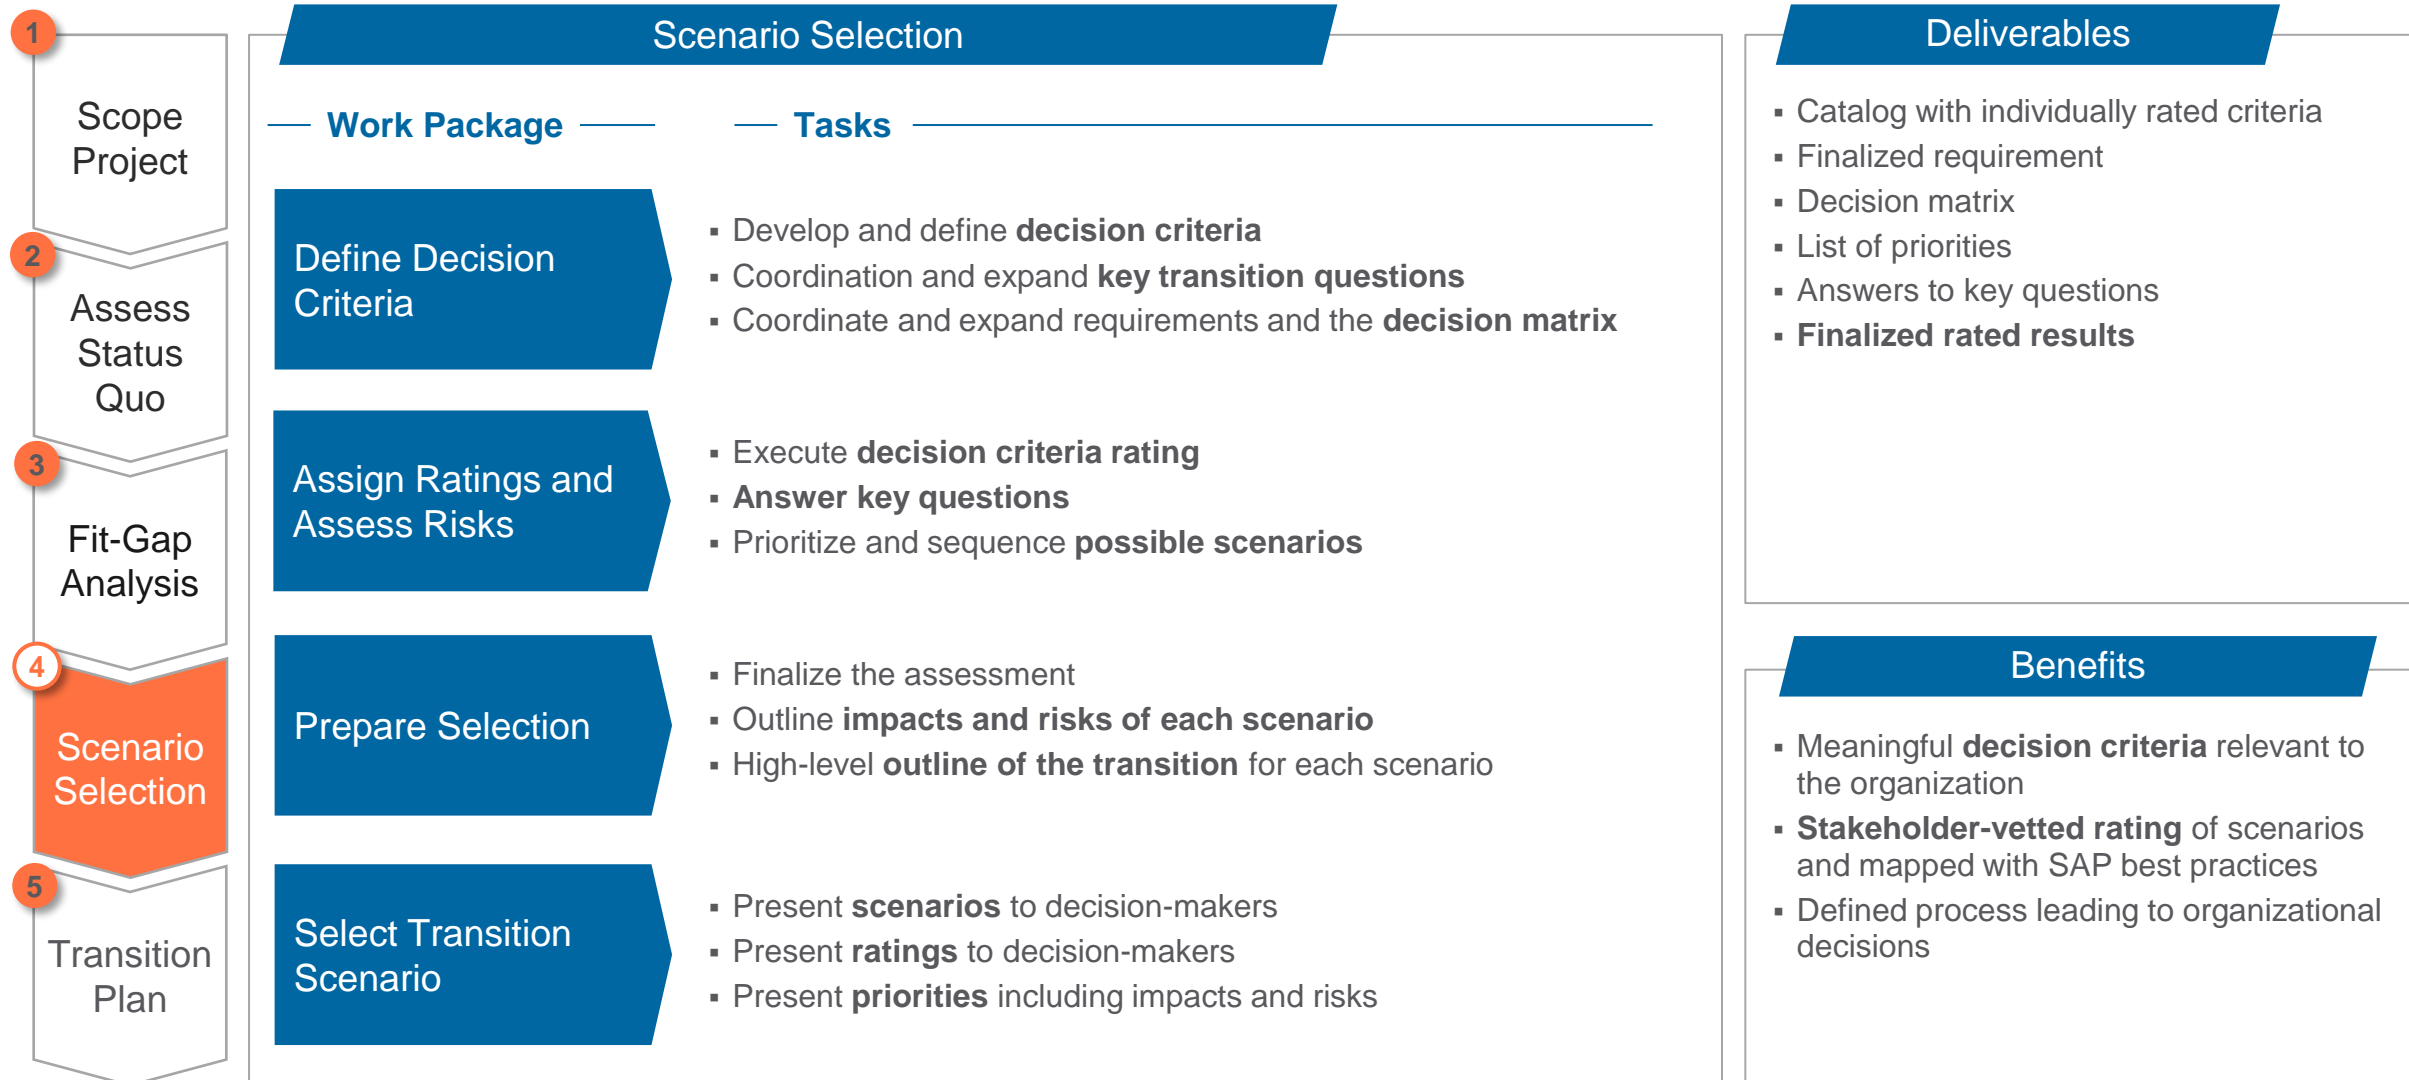 1
Scope
Project
2
Assess
Status
Quo
3
Fit-Gap
Analysis
4
Scenario
Selection
5
Transition
Plan
Scenario Selection
Work Package
Tasks
Define Decision
Criteria
▪ Develop and define decision criteria
▪ Coordination and expand key transition questions
▪ Coordinate and expand requirements and the decision matrix
Assign Ratings and
Assess Risks
▪ Execute decision criteria rating
▪ Answer key questions
▪ Prioritize and sequence possible scenarios
Prepare Selection
▪ Finalize the assessment
▪ Outline impacts and risks of each scenario
▪ High-level outline of the transition for each scenario
Select Transition
Scenario
▪ Present scenarios to decision-makers
▪ Present ratings to decision-makers
▪ Present priorities including impacts and risks
Deliverables
▪ Catalog with individually rated criteria
▪ Finalized requirement
▪ Decision matrix
▪ List of priorities
▪ Answers to key questions
▪ Finalized rated results
Benefits
▪ Meaningful decision criteria relevant to
the organization
▪ Stakeholder-vetted rating of scenarios
and mapped with SAP best practices
▪ Defined process leading to organizational
decisions